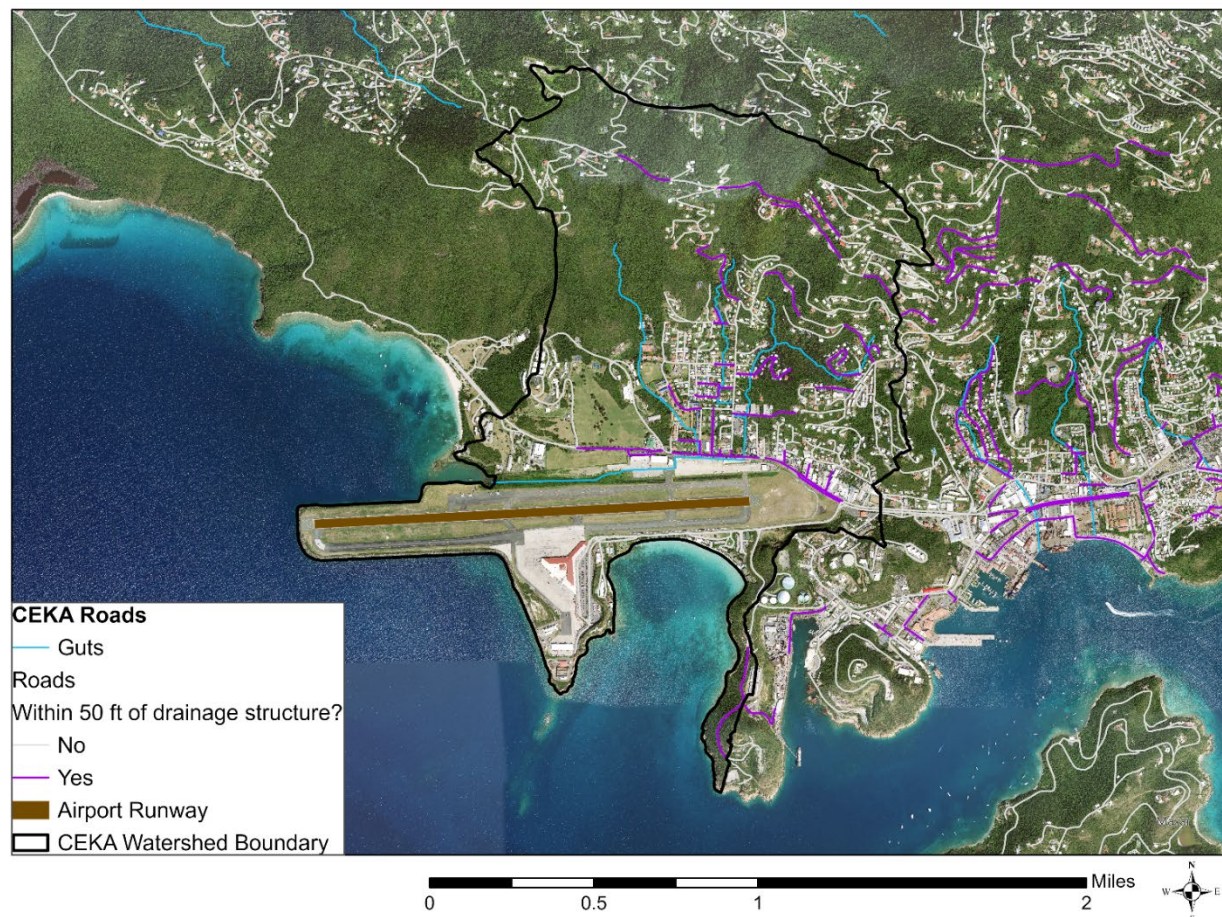 CEKA Roads
Guts
Roads
Within 50 ft of drainage structure?
No
Yes
Airport Runway
CEKA Watershed Boundary
0 0.5 1 2 Miles
N
W E